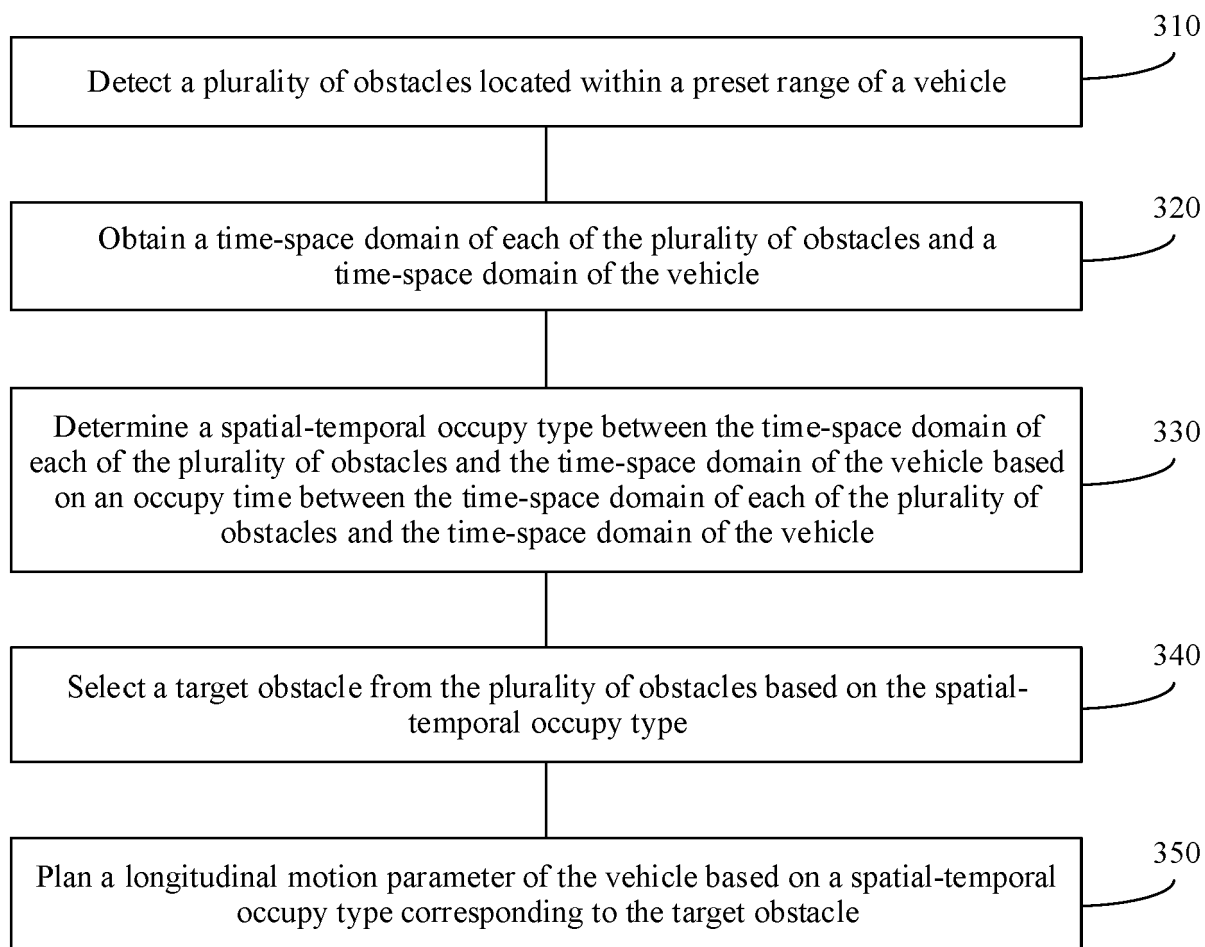 310
Detect a plurality of obstacles located within a preset range of a vehicle
320
Obtain a time-space domain of each of the plurality of obstacles and a
time-space domain of the vehicle
330
Determine a spatial-temporal occupy type between the time-space domain of
each of the plurality of obstacles and the time-space domain of the vehicle based
on an occupy time between the time-space domain of each of the plurality of
obstacles and the time-space domain of the vehicle
340
Select a target obstacle from the plurality of obstacles based on the spatial-
temporal occupy type
350
Plan a longitudinal motion parameter of the vehicle based on a spatial-temporal
occupy type corresponding to the target obstacle